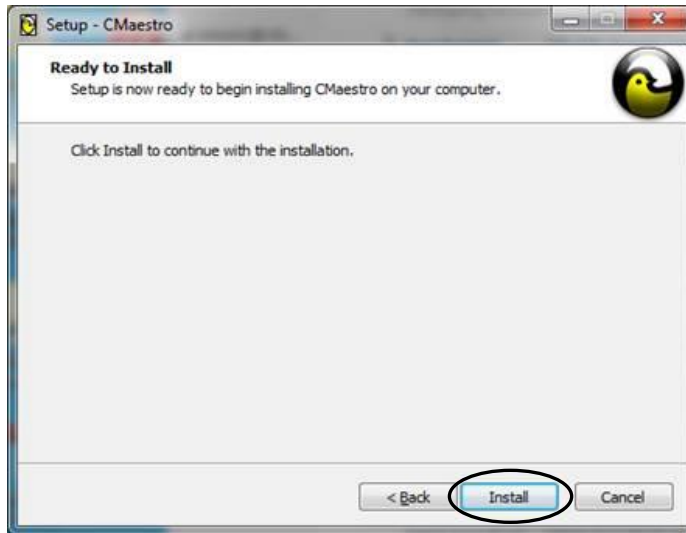 Setup - CMaestro
Ready to Install
Setup is now ready to begin installing CMaestro on your computer.
Click Install to continue with the installation.
< Back
Install
Cancel